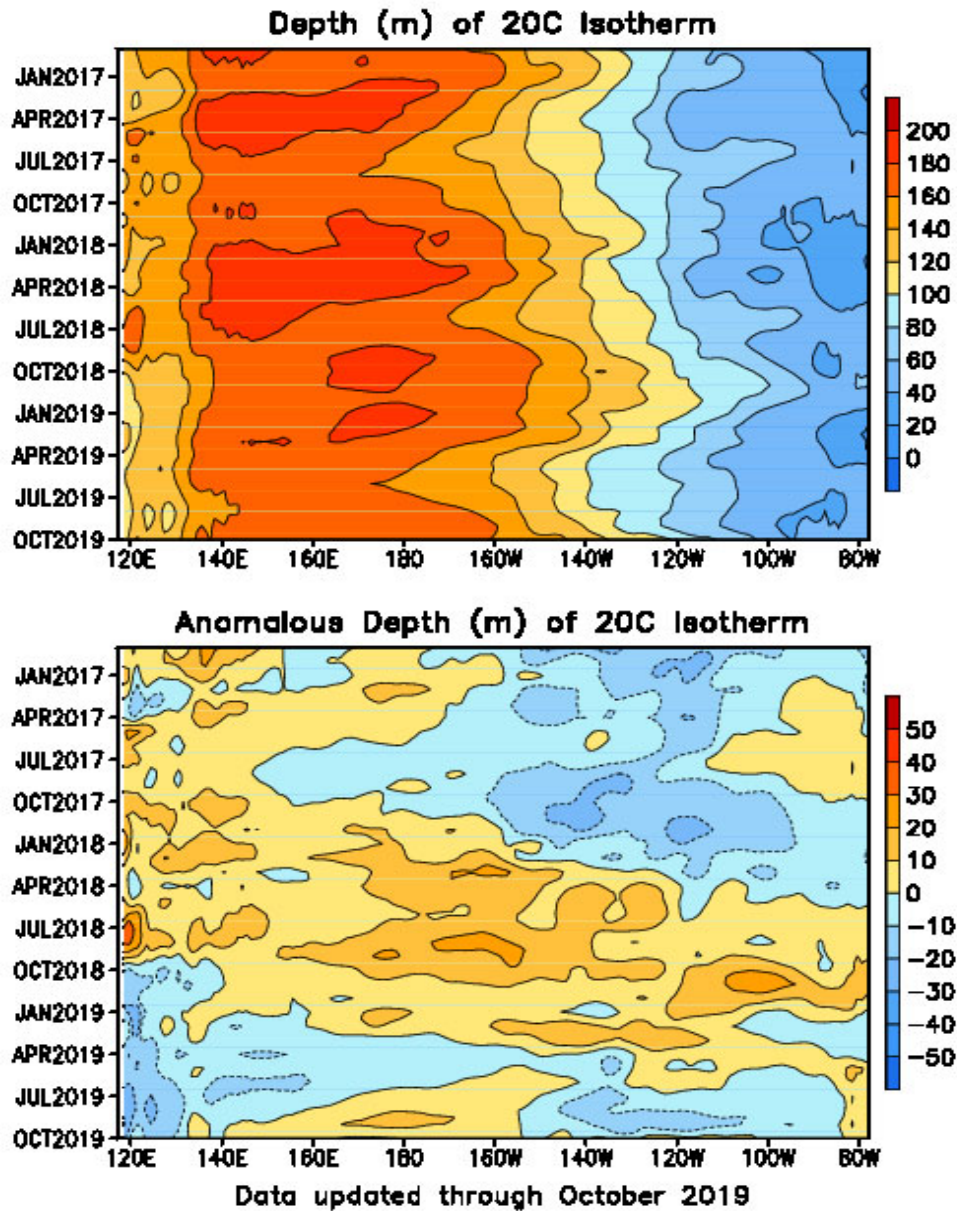 Depth (m) of 20C Isotherm
JAN2017
APR2017
JUL2017
OCT2017
JAN2018
APR2018
JUL2018
OCT2018
JAN2019
APR2019
JUL2019
OCT2019
120E 140E 160E 180 160W 140W 120W 100W 80W
200
180
160
140
120
100
80
60
40
20
0
Anomalous Depth (m) of 20C Isotherm
JAN2017
APR2017
JUL2017
OCT2017
JAN2018
APR2018
JUL2018
OCT2018
JAN2019
APR2019
JUL2019
OCT2019
120E 140E 160E 180 160W 140W 120W 100W 80W
50
40
30
20
10
0
-10
-20
-30
-40
-50
Data updated through October 2019